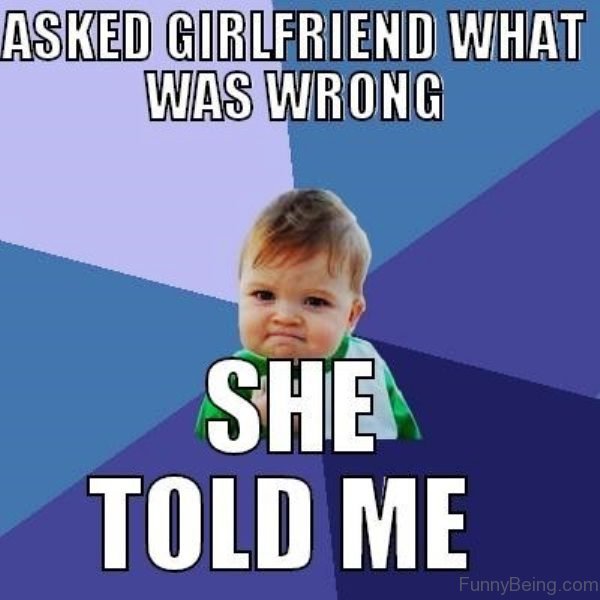 ASKED GIRLFRIEND WHAT
WAS WRONG
SHE
TOLD ME
FunnyBeing.com